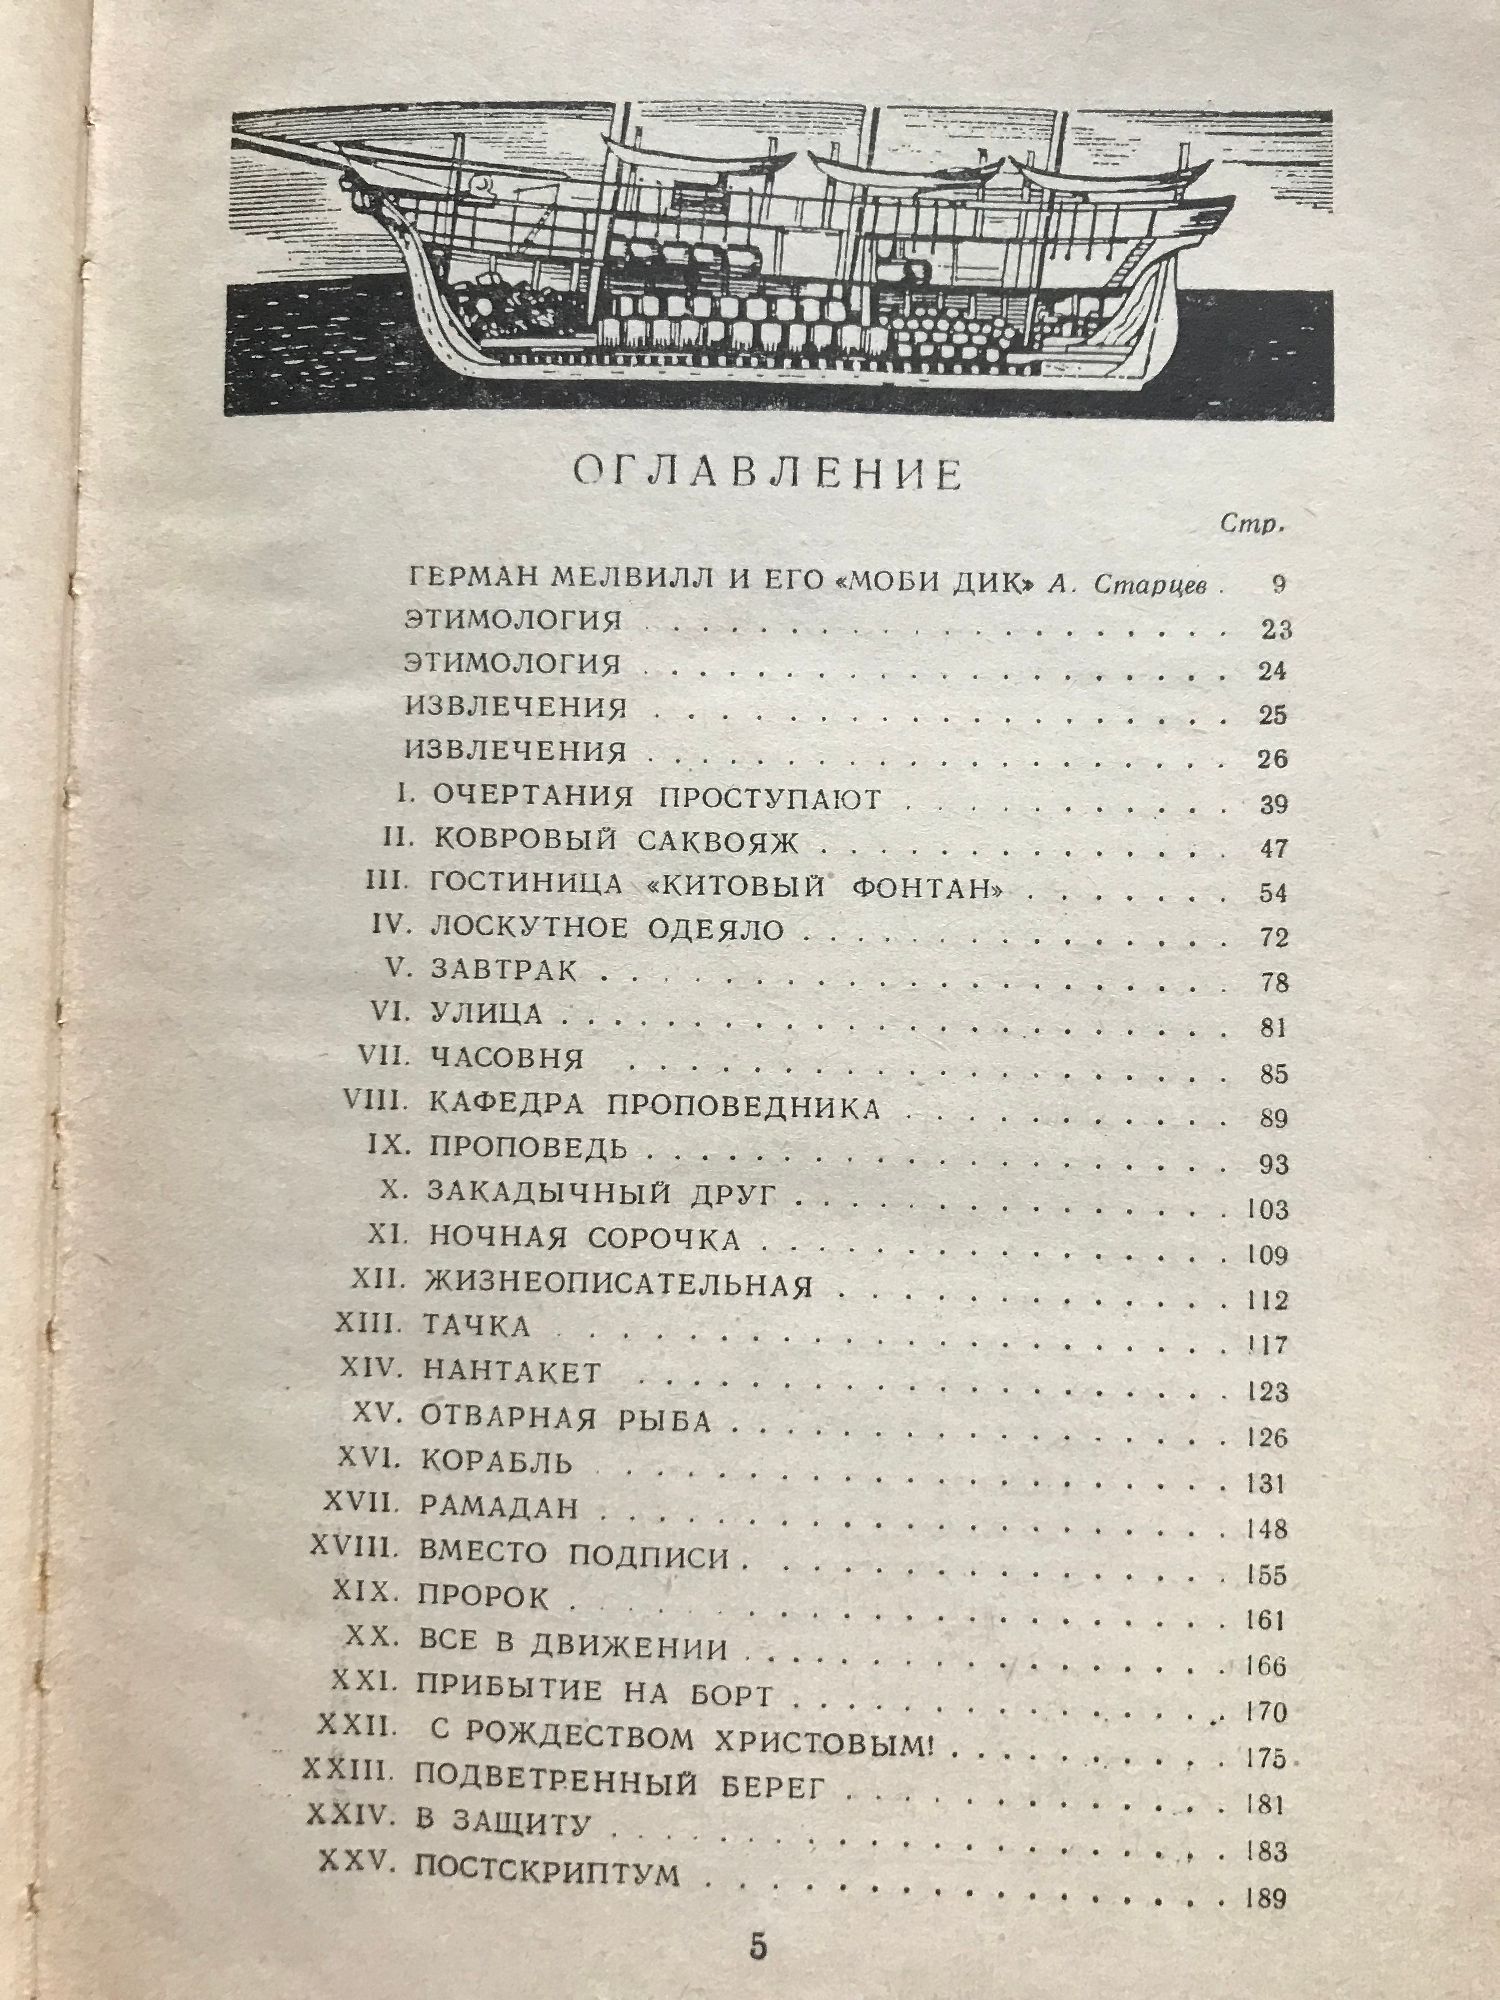 ОГЛАВЛЕНИЕ
Стр.
ГЕРМАН МЕЛВИЛЛ И ЕГО «МОБИ ДИК» А. Старцев . 9
ЭТИМОЛОГИЯ . . . . . . . . . . . . . . . . . . . . 23
ЭТИМОЛОГИЯ . . . . . . . . . . . . . . . . . . . . 24
ИЗВЛЕЧЕНИЯ . . . . . . . . . . . . . . . . . . . . 25
ИЗВЛЕЧЕНИЯ . . . . . . . . . . . . . . . . . . . . 26
I. ОЧЕРТАНИЯ ПРОСТУПАЮТ . . . . . . . . . . . 39
II. КОВРОВЫЙ САКВОЯЖ . . . . . . . . . . . . . . 47
III. ГОСТИНИЦА «КИТОВЫЙ ФОНТАН» . . . . . . . 54
IV. ЛОСКУТНОЕ ОДЕЯЛО . . . . . . . . . . . . . . 72
V. ЗАВТРАК . . . . . . . . . . . . . . . . . . . . . 78
VI. УЛИЦА . . . . . . . . . . . . . . . . . . . . . . 81
VII. ЧАСОВНЯ . . . . . . . . . . . . . . . . . . . . 85
VIII. КАФЕДРА ПРОПОВЕДНИКА . . . . . . . . . . . 89
IX. ПРОПОВЕДЬ . . . . . . . . . . . . . . . . . . . . 93
X. ЗАКАДЫЧНЫЙ ДРУГ . . . . . . . . . . . . . . . 103
XI. НОЧНАЯ СОРОЧКА . . . . . . . . . . . . . . . . 109
XII. ЖИЗНЕОПИСАТЕЛЬНАЯ . . . . . . . . . . . . . 112
XIII. ТАЧКА . . . . . . . . . . . . . . . . . . . . . . 117
XIV. НАНТАКЕТ . . . . . . . . . . . . . . . . . . . . 123
XV. ОТВАРНАЯ РЫБА . . . . . . . . . . . . . . . . . 126
XVI. КОРАБЛЬ . . . . . . . . . . . . . . . . . . . . . 131
XVII. РАМАДАН . . . . . . . . . . . . . . . . . . . . . 148
XVIII. ВМЕСТО ПОДПИСИ . . . . . . . . . . . . . . . . 155
XIX. ПРОРОК . . . . . . . . . . . . . . . . . . . . . . 161
XX. ВСЕ В ДВИЖЕНИИ . . . . . . . . . . . . . . . . 166
XXI. ПРИБЫТИЕ НА БОРТ . . . . . . . . . . . . . . . 170
XXII. С РОЖДЕСТВОМ ХРИСТОВЫМ! . . . . . . . . . . 175
XXIII. ПОДВЕТРЕННЫЙ БЕРЕГ . . . . . . . . . . . . . 181
XXIV. В ЗАЩИТУ . . . . . . . . . . . . . . . . . . . . . 183
XXV. ПОСТСКРИПТУМ . . . . . . . . . . . . . . . . . . 189
5